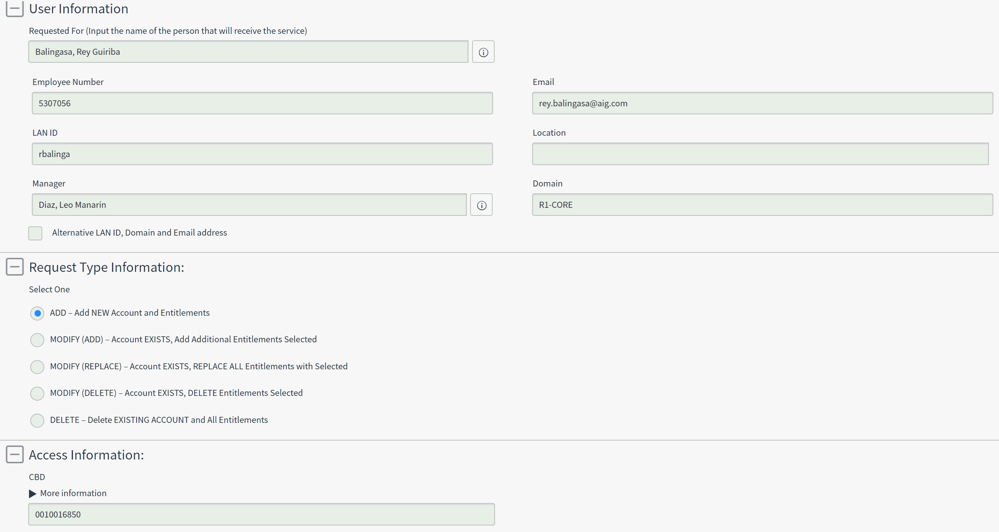 User Information
Requested For (Input the name of the person that will receive the service)
Balingasa, Rey Guiriba
Employee Number
5307056
Email
rey.balingasa@aig.com
LAN ID
rbalinga
Location
Manager
Diaz, Leo Manarin
Domain
R1-CORE
Alternative LAN ID, Domain and Email address
Request Type Information:
Select One
ADD – Add NEW Account and Entitlements
MODIFY (ADD) – Account EXISTS, Add Additional Entitlements Selected
MODIFY (REPLACE) – Account EXISTS, REPLACE ALL Entitlements with Selected
MODIFY (DELETE) – Account EXISTS, DELETE Entitlements Selected
DELETE – Delete EXISTING ACCOUNT and All Entitlements
Access Information:
CBD
More information
0010016850